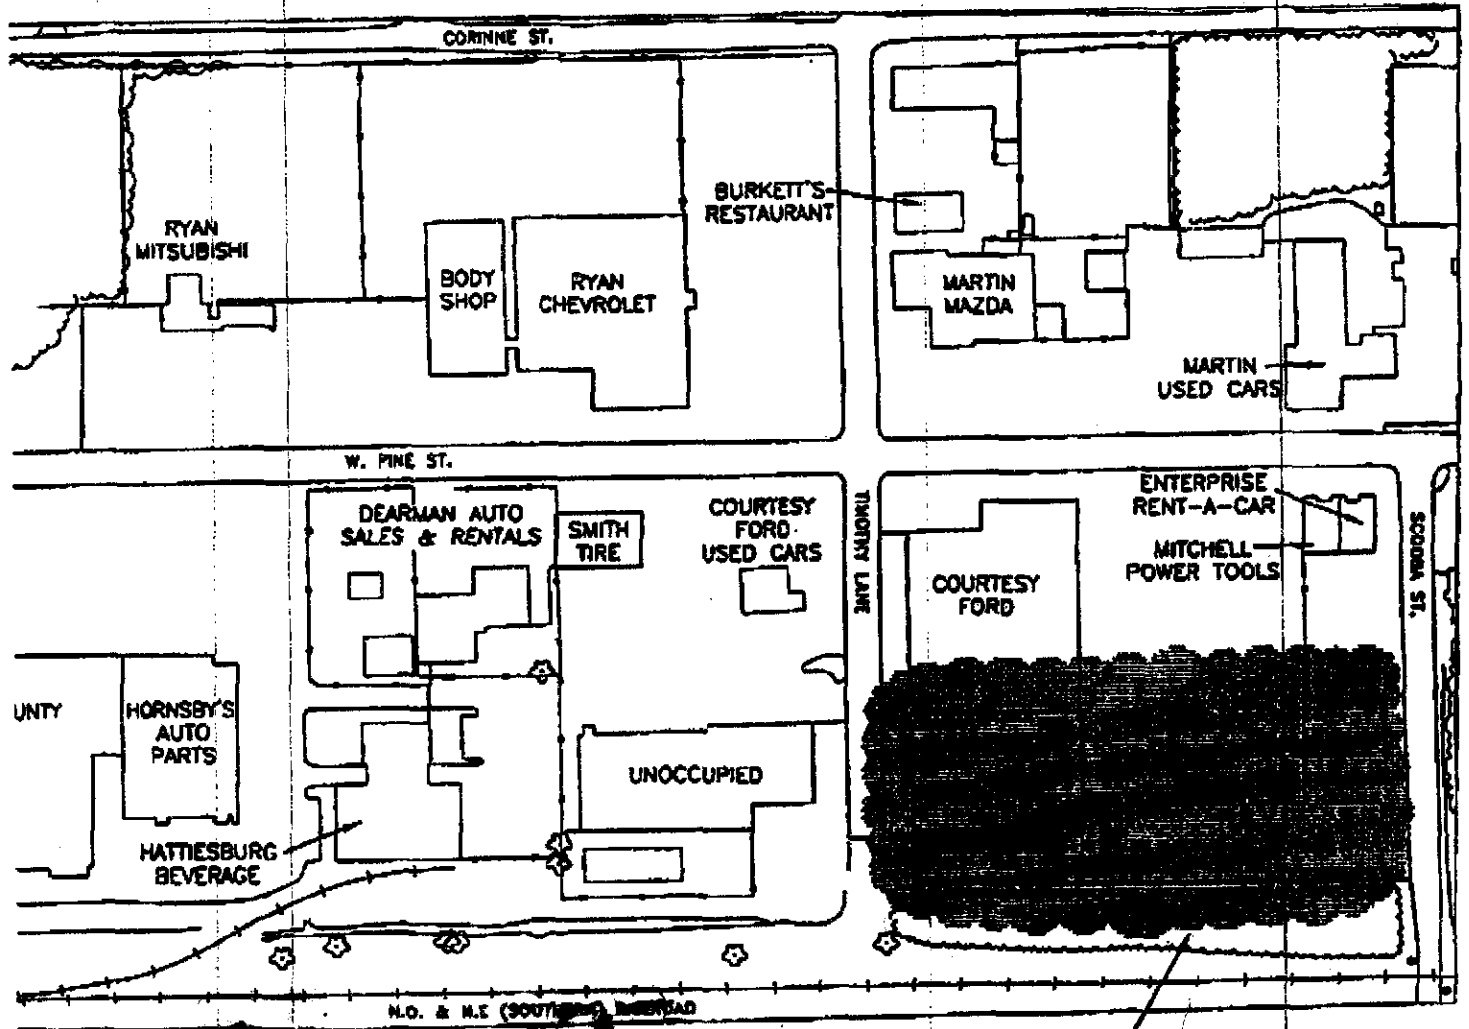 CORINNE ST.
BURKETT'S
RESTAURANT
RYAN
MITSUBISHI
BODY
SHOP
RYAN
CHEVROLET
MARTIN
MAZDA
MARTIN
USED CARS
W. PINE ST.
DEARMAN AUTO
SALES & RENTALS
SMITH
TIRE
COURTESY
FORD
USED CARS
TIMOTHY LANE
ENTERPRISE
RENT-A-CAR
MITCHELL
POWER TOOLS
SCOOBA ST.
COURTESY
FORD
UNTY
HORNSBY'S
AUTO
PARTS
UNOCCUPIED
HATTIESBURG
BEVERAGE
N.O. & N.E (SOUTHERN) RAILROAD